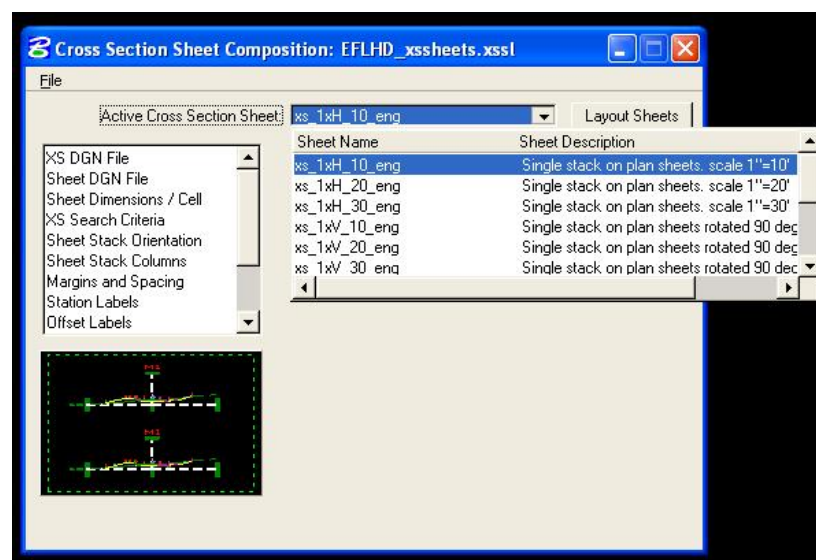 Cross Section Sheet Composition: EFLHD_xssheets.xssl
File
Active Cross Section Sheet: xs_1xH_10_eng Layout Sheets
Sheet Name Sheet Description
xs_1xH_10_eng Single stack on plan sheets. scale 1"=10'
xs_1xH_20_eng Single stack on plan sheets. scale 1"=20'
xs_1xH_30_eng Single stack on plan sheets. scale 1"=30'
xs_1xV_10_eng Single stack on plan sheets rotated 90 deg
xs_1xV_20_eng Single stack on plan sheets rotated 90 deg
xs_1xV_30_eng Single stack on plan sheets rotated 90 deg
XS DGN File
Sheet DGN File
Sheet Dimensions / Cell
XS Search Criteria
Sheet Stack Orientation
Sheet Stack Columns
Margins and Spacing
Station Labels
Offset Labels